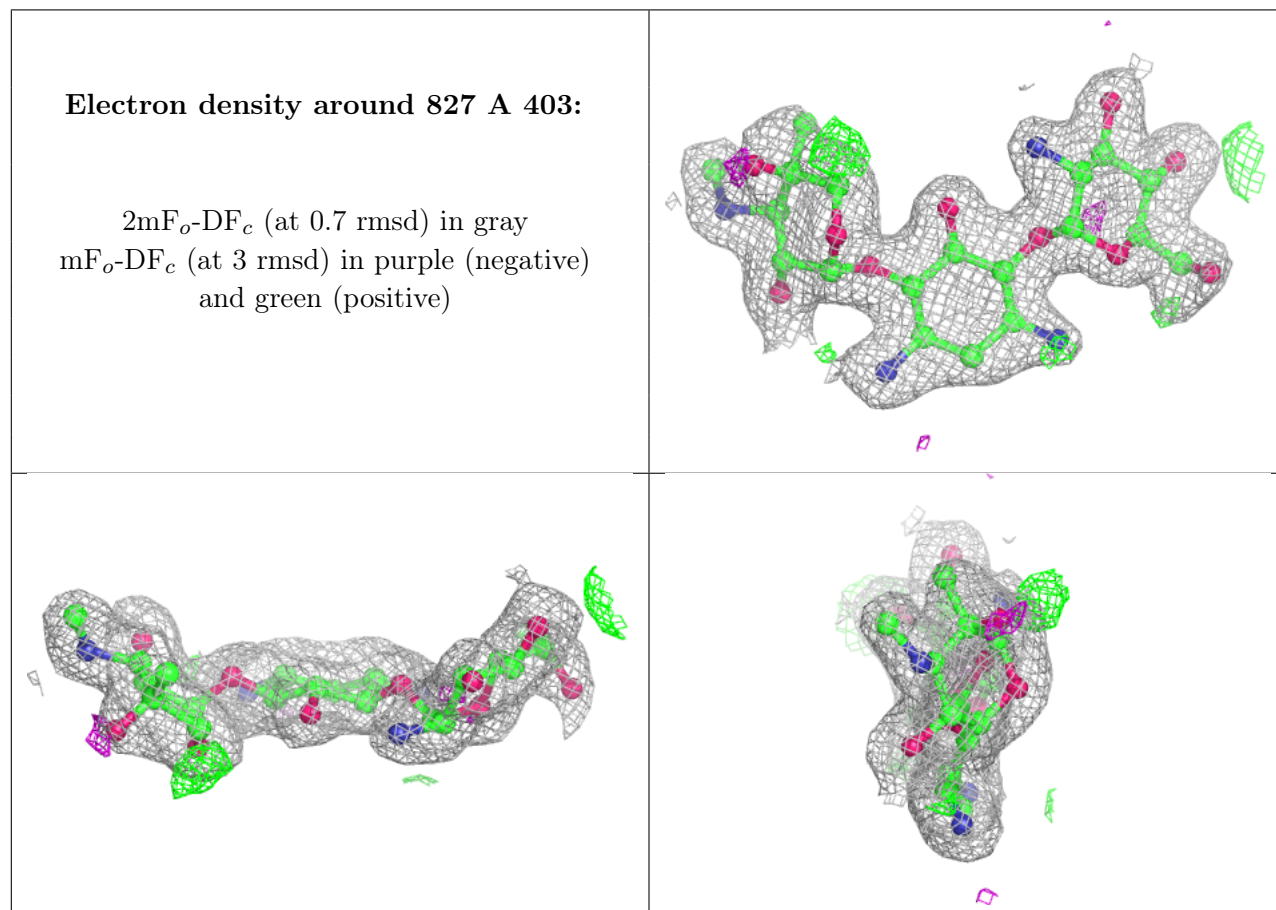 Electron density around 827 A 403:
2mFo-DFc (at 0.7 rmsd) in gray
mFo-DFc (at 3 rmsd) in purple (negative)
and green (positive)